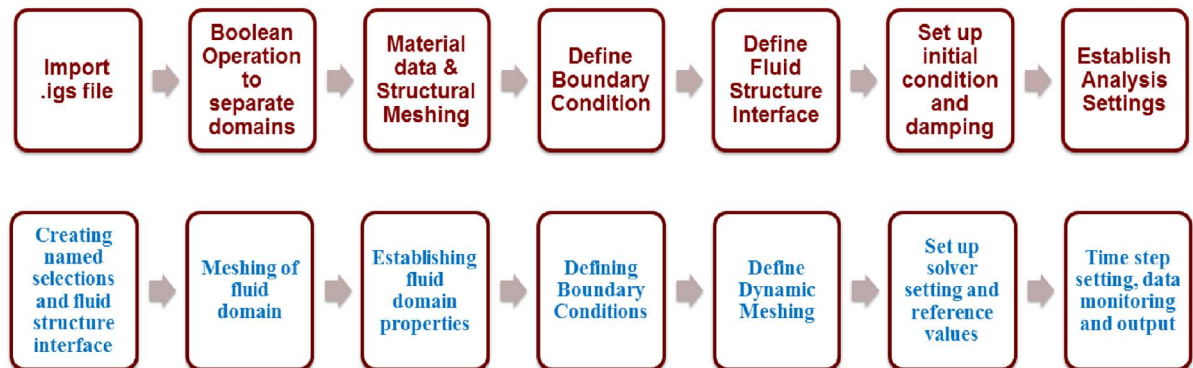 Import
.igs file
Boolean
Operation
to
separate
domains
Material
data &
Structural
Meshing
Define
Boundary
Condition
Define
Fluid
Structure
Interface
Set up
initial
condition
and
damping
Establish
Analysis
Settings
Creating
named
selections
and fluid
structure
interface
Meshing of
fluid
domain
Establishing
fluid
domain
properties
Defining
Boundary
Conditions
Define
Dynamic
Meshing
Set up
solver
setting and
reference
values
Time step
setting, data
monitoring
and output